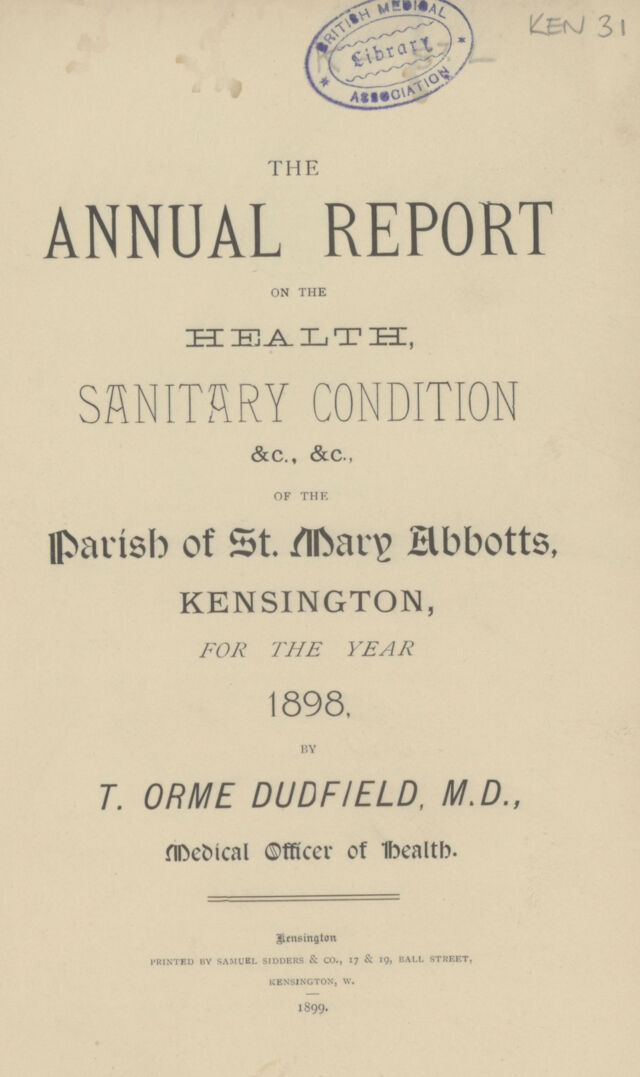 KEN 31
BRITISH MEDICAL
Library
ASSOCIATION
THE
ANNUAL REPORT
ON THE
HEALTH,
SANITARY CONDITION
&c., &c.,
OF THE
Parish of St. Mary Abbotts,
KENSINGTON,
FOR THE YEAR
1898,
BY
T. ORME DUDFIELD, M.D.,
Medical Officer of Health.
Kensington
PRINTED BY SAMUEL SIDDERS & CO., 17 & 19, BALL STREET,
KENSINGTON, W.
1899.